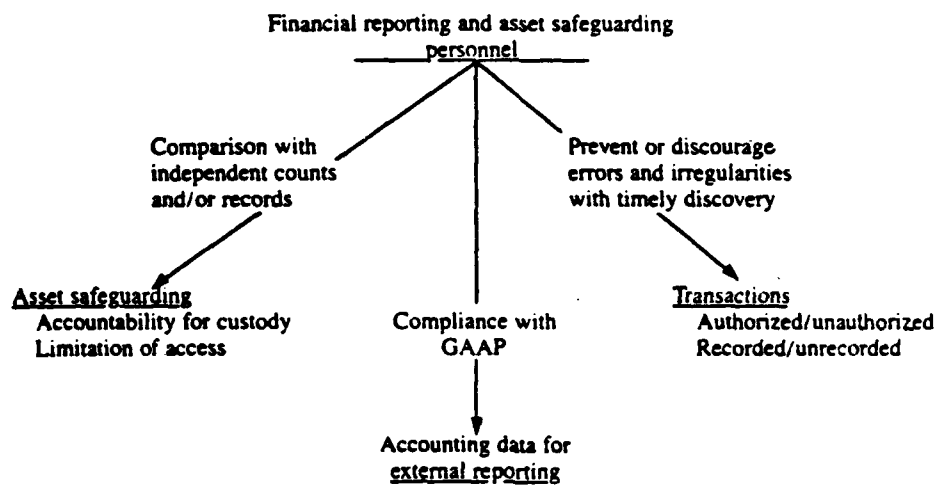 Financial reporting and asset safeguarding
personnel
Comparison with
independent counts
and/or records
Prevent or discourage
errors and irregularities
with timely discovery
Asset safeguarding
Accountability for custody
Limitation of access
Compliance with
GAAP
Transactions
Authorized/unauthorized
Recorded/unrecorded
Accounting data for
external reporting